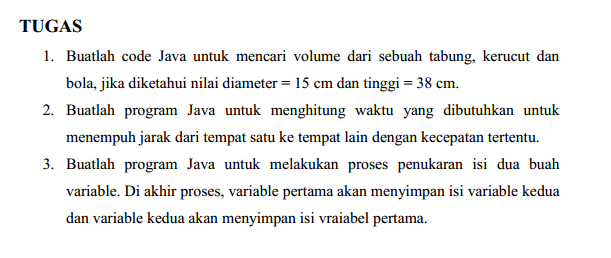 TUGAS
1. Buatlah code Java untuk mencari volume dari sebuah tabung, kerucut dan
bola, jika diketahui nilai diameter = 15 cm dan tinggi = 38 cm.
2. Buatlah program Java untuk menghitung waktu yang dibutuhkan untuk
menempuh jarak dari tempat satu ke tempat lain dengan kecepatan tertentu.
3. Buatlah program Java untuk melakukan proses penukaran isi dua buah
variable. Di akhir proses, variable pertama akan menyimpan isi variable kedua
dan variable kedua akan menyimpan isi vraiabel pertama.